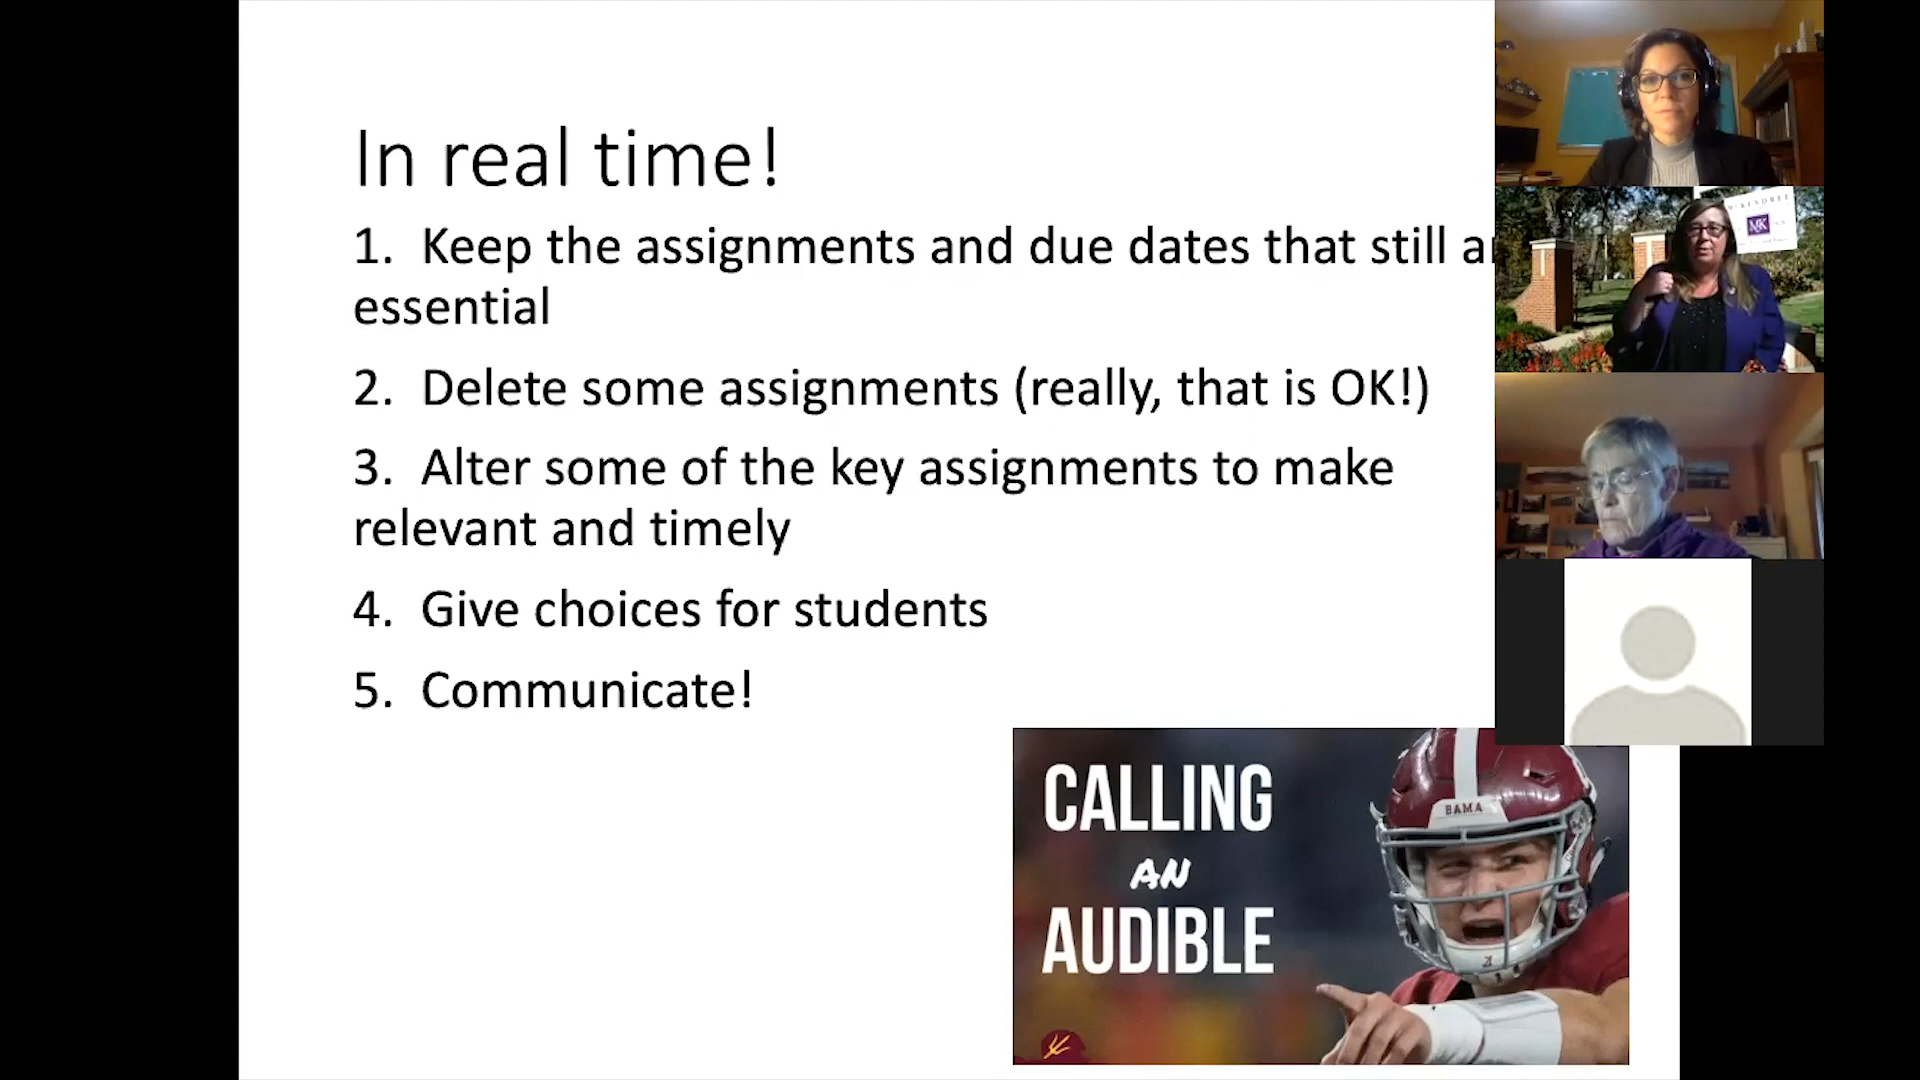 In real time!
1. Keep the assignments and due dates that still
essential
2. Delete some assignments (really, that is OK!)
3. Alter some of the key assignments to make
relevant and timely
4. Give choices for students
5. Communicate!
McKENDREE
MK
CALLING
AN
AUDIBLE
BAMA